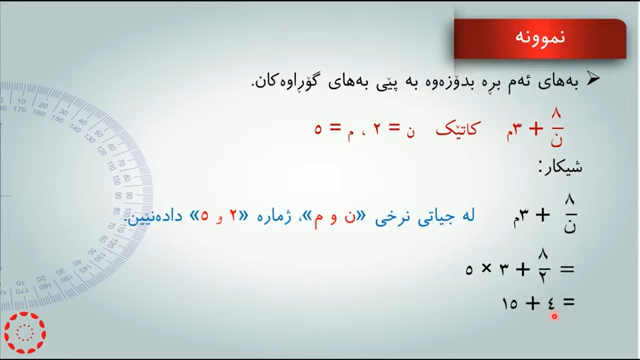 نموونە
بەهای ئەم بڕە بدۆزەوە بە پێی بەهای گۆڕاوەکان.
٨/ن + ٣م کاتێک ن = ٢ ، م = ٥
شیکار:
٨/ن + ٣م لە جیاتی نرخی «ن و م»، ژمارە «٢ و ٥» دادەنێین.
= ٨/٢ + ٣ × ٥
= ٤ + ١٥